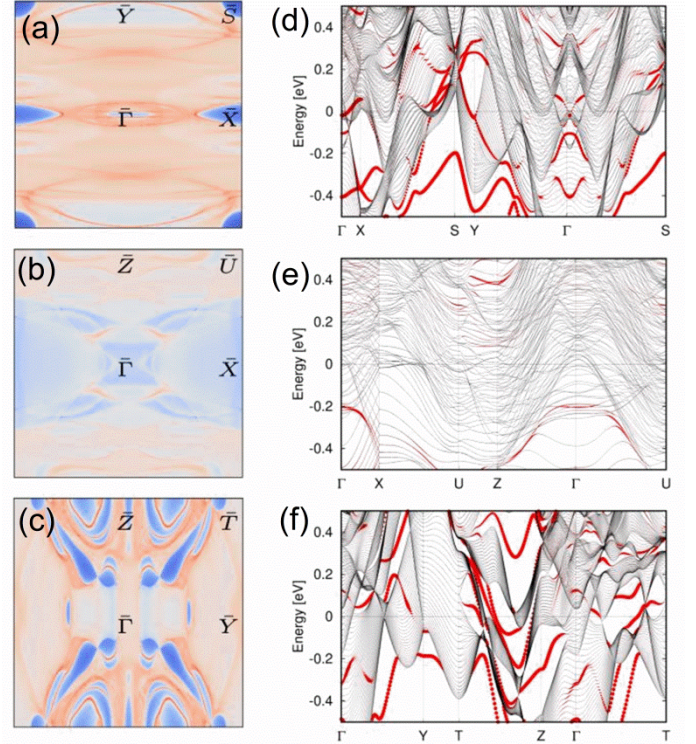 (a)
Ȳ S̄
Γ̄ X̄
(b)
Z̄ Ū
Γ̄ X̄
(c)
Z̄ T̄
Γ̄ Ȳ
(d)
Energy [eV]
0.4
0.2
0
-0.2
-0.4
Γ X S Y Γ S
(e)
Energy [eV]
0.4
0.2
0
-0.2
-0.4
Γ X U Z Γ U
(f)
Energy [eV]
0.4
0.2
0
-0.2
-0.4
Γ Y T Z Γ T